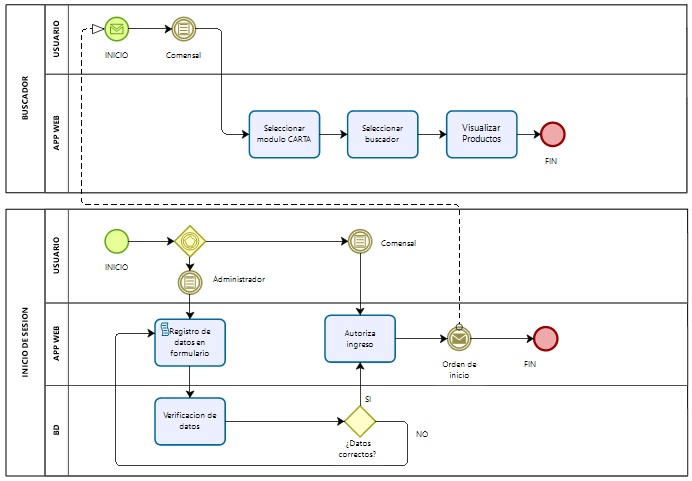 BUSCADOR
USUARIO
INICIO
Comensal
APP WEB
Seleccionar
modulo CARTA
Seleccionar
buscador
Visualizar
Productos
FIN
INICIO DE SESION
USUARIO
INICIO
Administrador
Comensal
APP WEB
Registro de
datos en
formulario
Autoriza
ingreso
Orden de
inicio
FIN
BD
Verificacion de
datos
SI
¿Datos
correctos?
NO